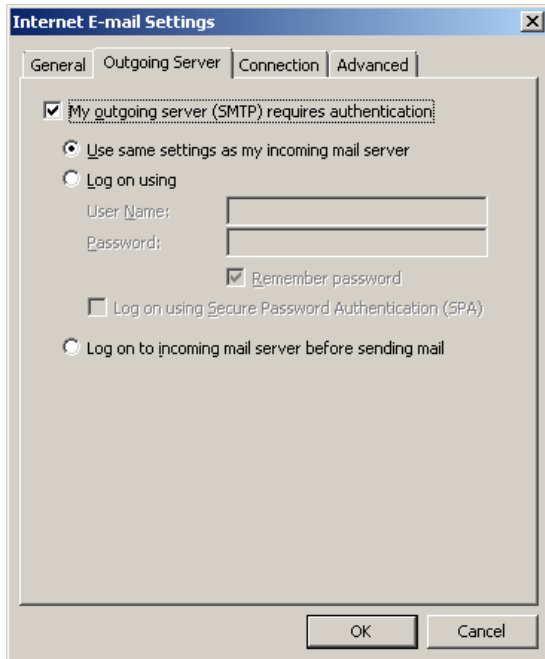 Internet E-mail Settings
General Outgoing Server Connection Advanced
My outgoing server (SMTP) requires authentication
Use same settings as my incoming mail server
Log on using
User Name:
Password:
Remember password
Log on using Secure Password Authentication (SPA)
Log on to incoming mail server before sending mail
OK Cancel